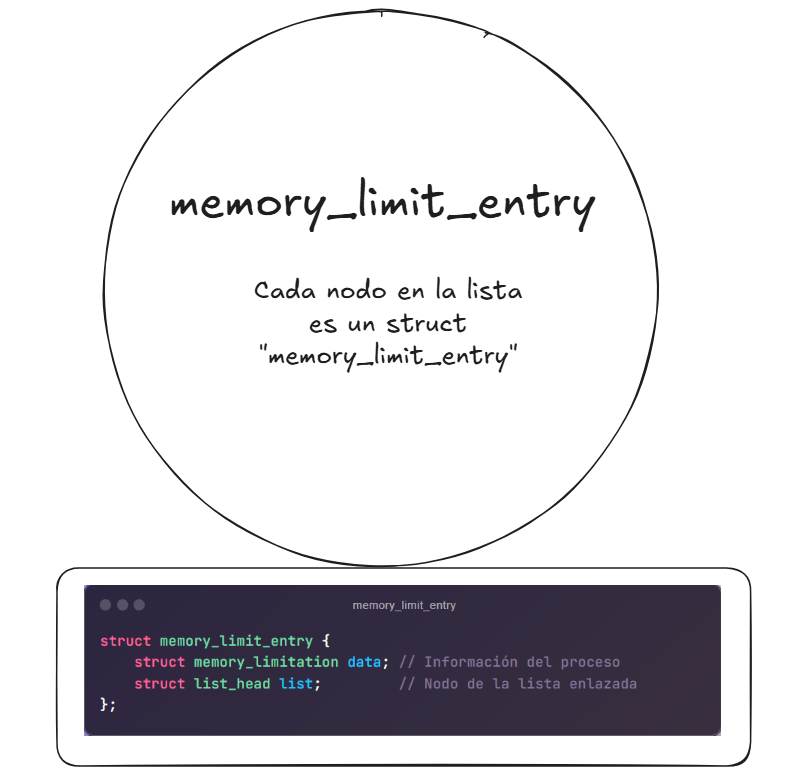 memory_limit_entry
Cada nodo en la lista
es un struct
"memory_limit_entry"
memory_limit_entry
struct memory_limit_entry {
    struct memory_limitation data; // Información del proceso
    struct list_head list;         // Nodo de la lista enlazada
};